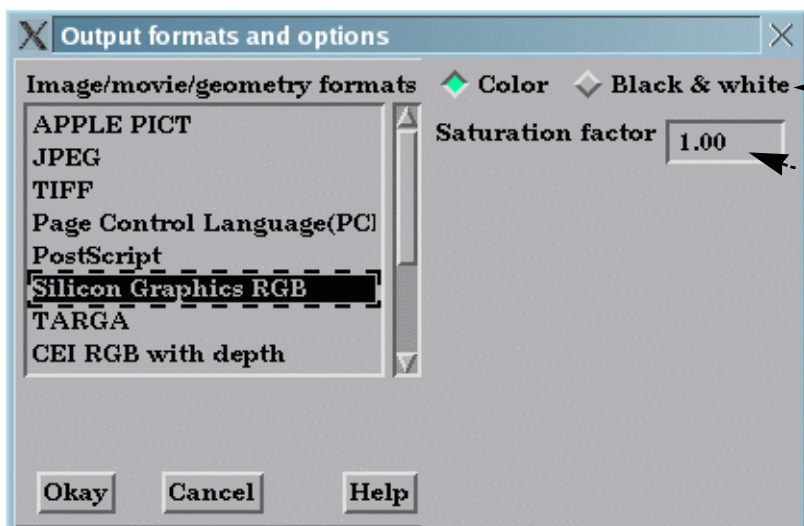 Output formats and options
Image/movie/geometry formats
Color
Black & white
APPLE PICT
JPEG
TIFF
Page Control Language(PCl
PostScript
Silicon Graphics RGB
TARGA
CEI RGB with depth
Saturation factor
1.00
Okay
Cancel
Help